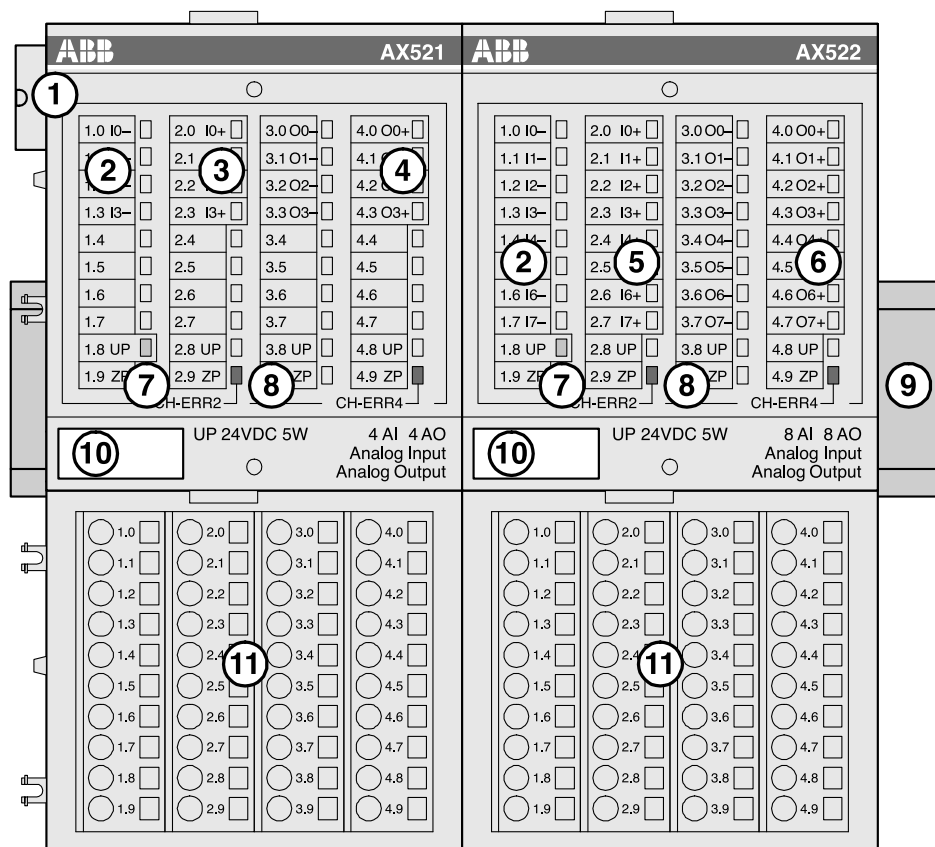 ABB AX521
1
1.0 I0– 2.0 I0+ 3.0 O0– 4.0 O0+
2.1 3.1 O1– 4.1
2 3 4
2.2 3.2 O2– 4.2
1.3 I3– 2.3 I3+ 3.3 O3– 4.3 O3+
1.4 2.4 3.4 4.4
1.5 2.5 3.5 4.5
1.6 2.6 3.6 4.6
1.7 2.7 3.7 4.7
1.8 UP 2.8 UP 3.8 UP 4.8 UP
1.9 ZP 7 2.9 ZP 8 ZP 4.9 ZP
CH-ERR2 CH-ERR4
10 UP 24VDC 5W 4 AI 4 AO
Analog Input
Analog Output
1.0 2.0 3.0 4.0
1.1 2.1 3.1 4.1
1.2 2.2 3.2 4.2
1.3 2.3 3.3 4.3
1.4 2.4 3.4 4.4
11
1.5 2.5 3.5 4.5
1.6 2.6 3.6 4.6
1.7 2.7 3.7 4.7
1.8 2.8 3.8 4.8
1.9 2.9 3.9 4.9
ABB AX522
1.0 I0– 2.0 I0+ 3.0 O0– 4.0 O0+
1.1 I1– 2.1 I1+ 3.1 O1– 4.1 O1+
1.2 I2– 2.2 I2+ 3.2 O2– 4.2 O2+
1.3 I3– 2.3 I3+ 3.3 O3– 4.3 O3+
1.4 I4– 2.4 I4+ 3.4 O4– 4.4 O4+
2 2.5 5 3.5 O5– 4.5 6
1.6 I6– 2.6 I6+ 3.6 O6– 4.6 O6+
1.7 I7– 2.7 I7+ 3.7 O7– 4.7 O7+
1.8 UP 2.8 UP 3.8 UP 4.8 UP
1.9 ZP 7 2.9 ZP 8 ZP 4.9 ZP
9
CH-ERR2 CH-ERR4
10 UP 24VDC 5W 8 AI 8 AO
Analog Input
Analog Output
1.0 2.0 3.0 4.0
1.1 2.1 3.1 4.1
1.2 2.2 3.2 4.2
1.3 2.3 3.3 4.3
1.4 2.4 3.4 4.4
11
1.5 2.5 3.5 4.5
1.6 2.6 3.6 4.6
1.7 2.7 3.7 4.7
1.8 2.8 3.8 4.8
1.9 2.9 3.9 4.9